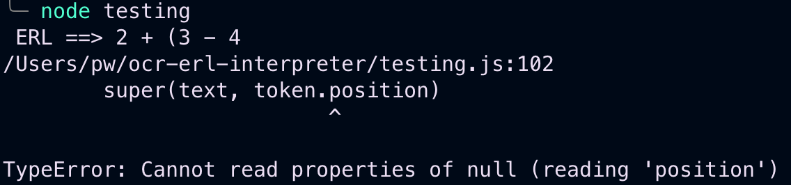 ╰─ node testing
ERL ==> 2 + (3 - 4
/Users/pw/ocr-erl-interpreter/testing.js:102
        super(text, token.position)
                          ^
TypeError: Cannot read properties of null (reading 'position')